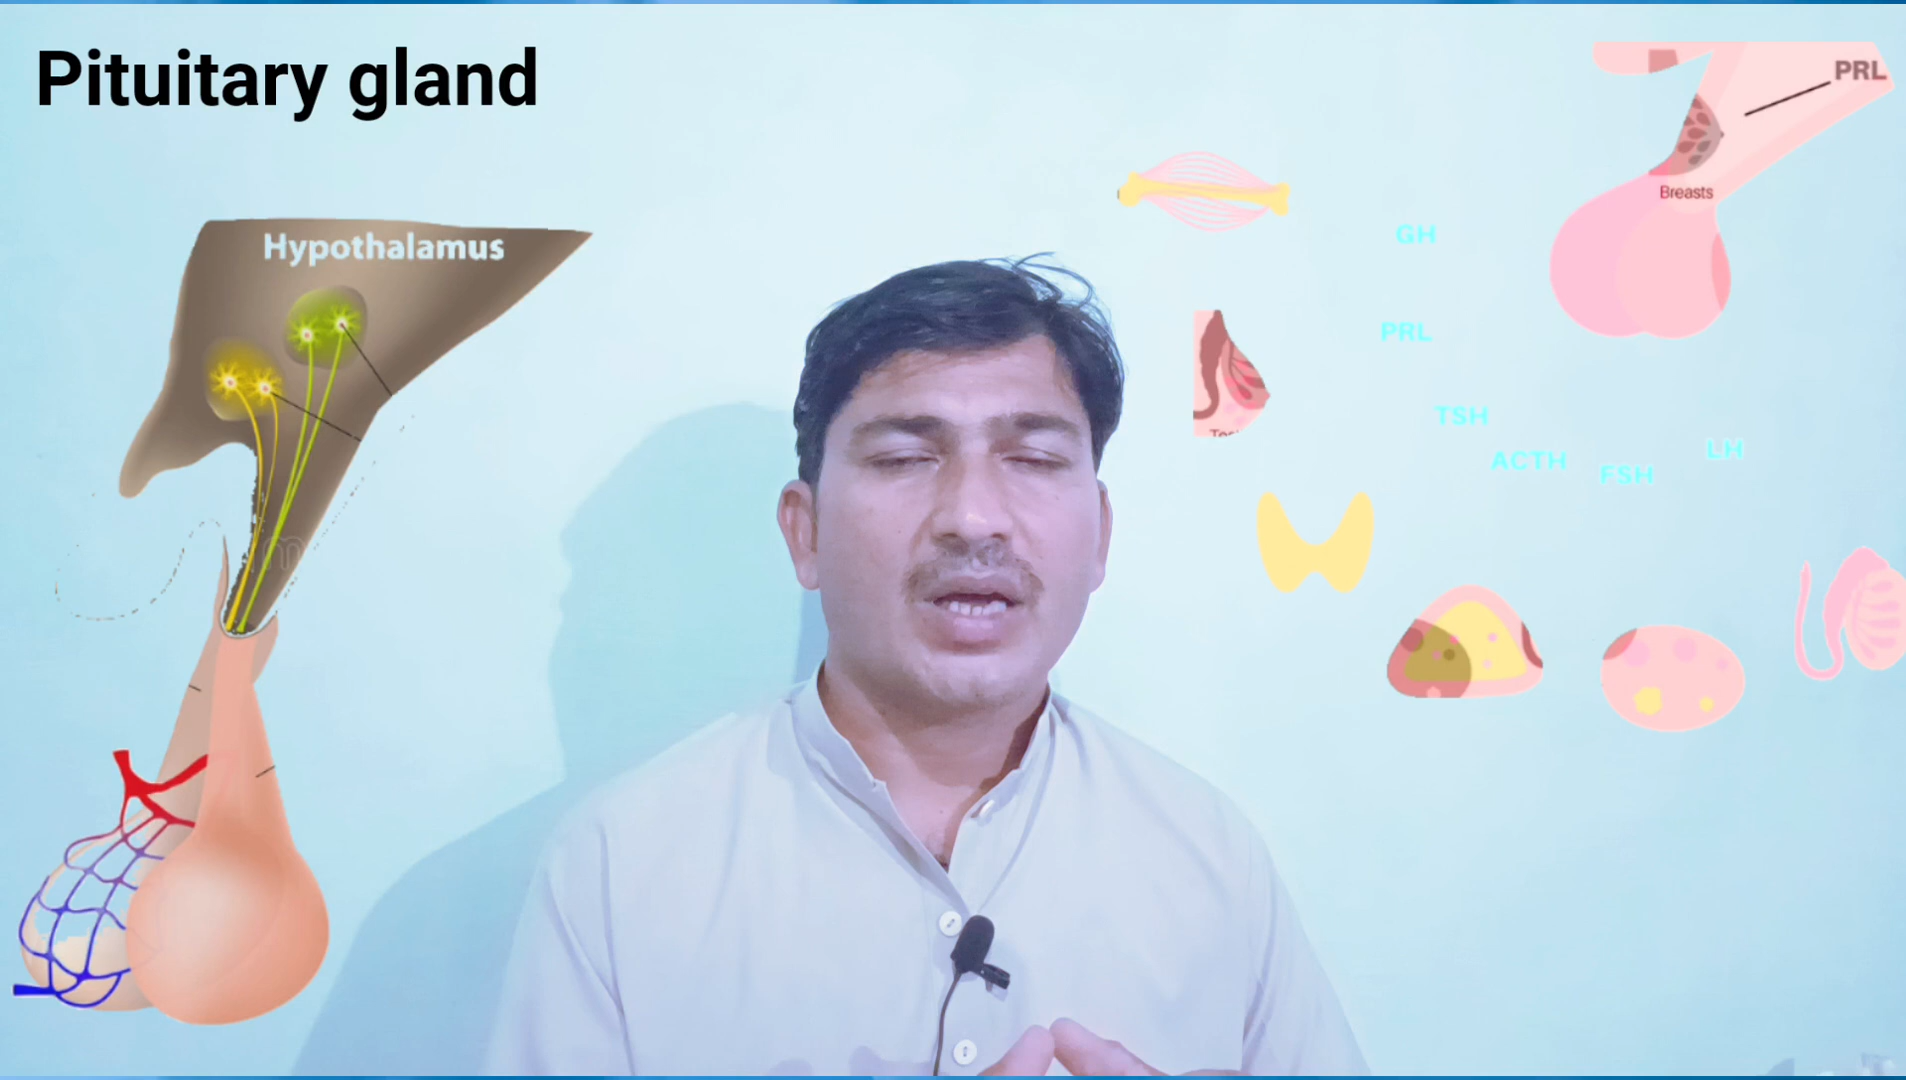 Pituitary gland
Hypothalamus
PRL
Breasts
GH
PRL
TSH
ACTH
FSH
LH